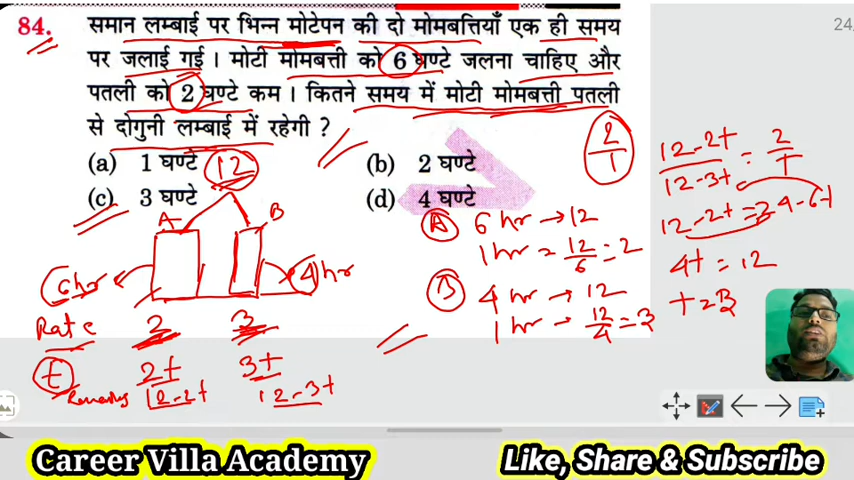 84. समान लम्बाई पर भिन्न मोटेपन की दो मोमबत्तियाँ एक ही समय
पर जलाई गई । मोटी मोमबत्ती को 6 घण्टे जलना चाहिए और
पतली को 2 घण्टे कम । कितने समय में मोटी मोमबत्ती पतली
से दोगुनी लम्बाई में रहेगी ?
(a) 1 घण्टे
(b) 2 घण्टे
(c) 3 घण्टे
(d) 4 घण्टे
24
12
A
B
6hr
4 hr
Rate 2 3
t 2t 3t
12-2t 12-3t
2/1
A 6 hr → 12
1hr = 12/6 = 2
B 4 hr → 12
1 hr → 12/4 = 3
12-2t/12-3t = 2/1
12-2t = 24-6t
4t = 12
t = 3
Career Villa Academy
Like, Share & Subscribe